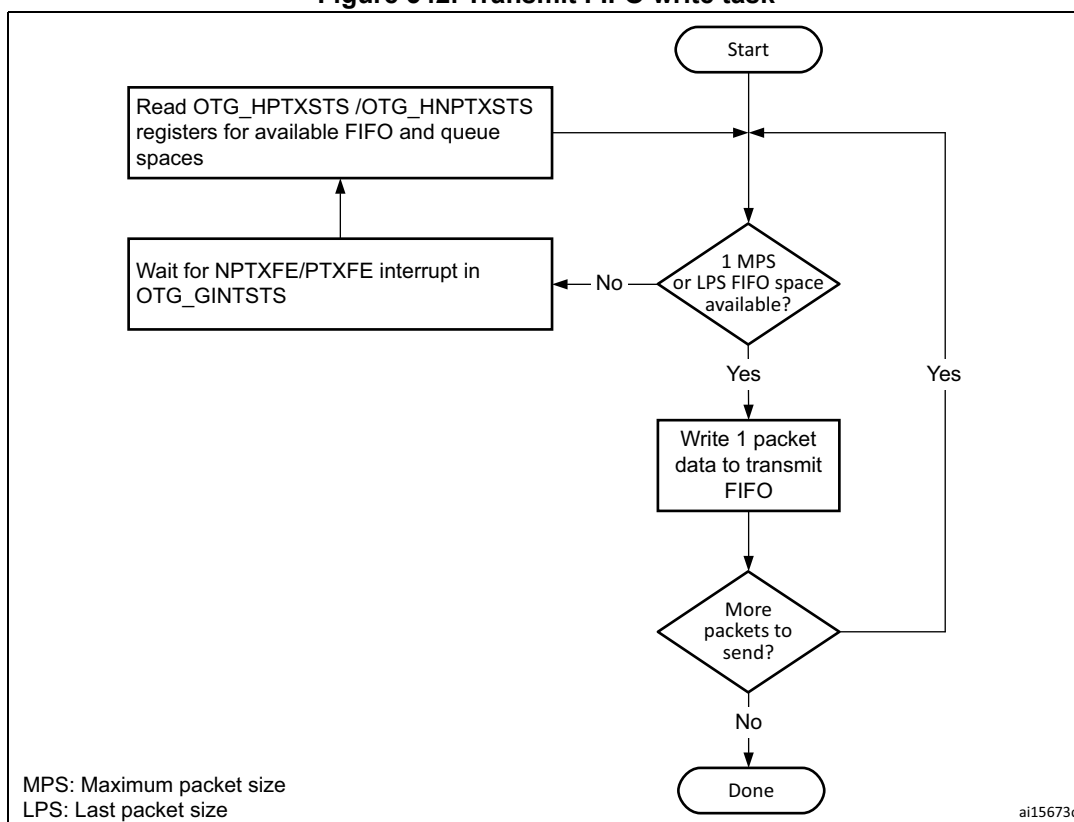 Figure
Transmit FIFO write task
Start
Read OTG_HPTXSTS /OTG_HNPTXSTS
registers for available FIFO and queue
spaces
Wait for NPTXFE/PTXFE interrupt in
OTG_GINTSTS
No
1 MPS
or LPS FIFO space
available?
Yes
Yes
Write 1 packet
data to transmit
FIFO
More
packets to
send?
No
Done
MPS: Maximum packet size
LPS: Last packet size